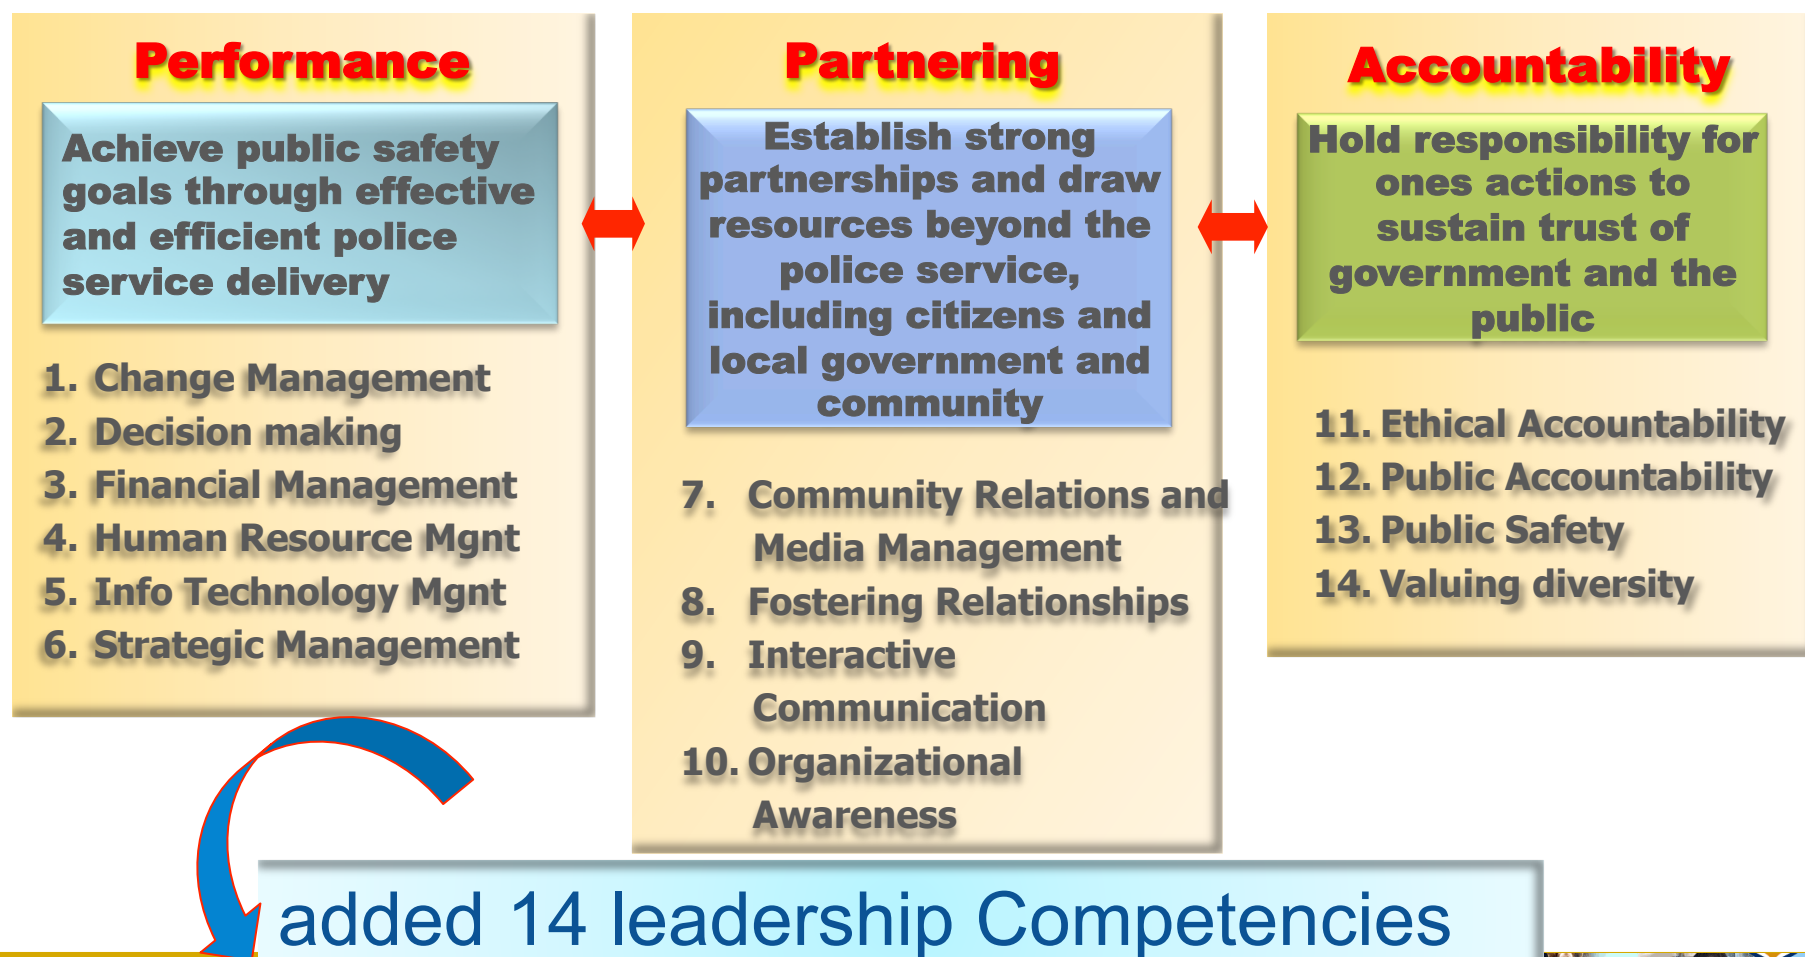 Performance
Achieve public safety
goals through effective
and efficient police
service delivery
1. Change Management
2. Decision making
3. Financial Management
4. Human Resource Mgnt
5. Info Technology Mgnt
6. Strategic Management
Partnering
Establish strong
partnerships and draw
resources beyond the
police service,
including citizens and
local government and
community
7. Community Relations and
Media Management
8. Fostering Relationships
9. Interactive
Communication
10. Organizational
Awareness
Accountability
Hold responsibility for
ones actions to
sustain trust of
government and the
public
11. Ethical Accountability
12. Public Accountability
13. Public Safety
14. Valuing diversity
added 14 leadership Competencies